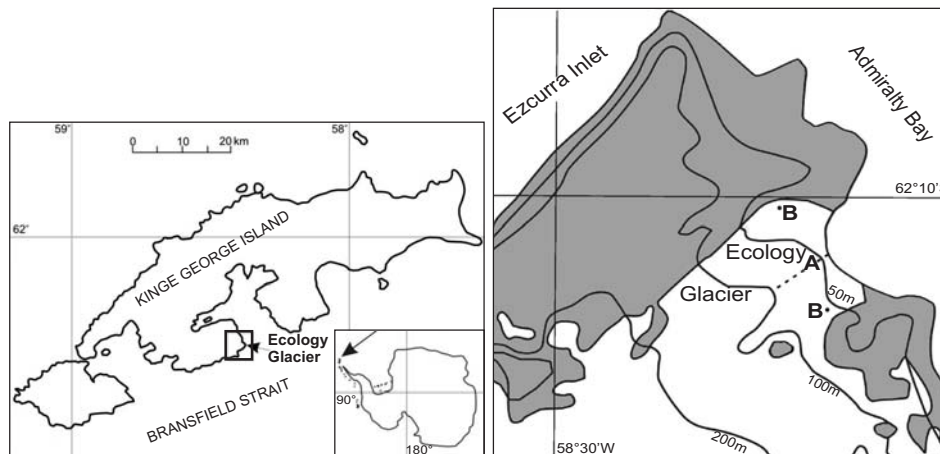 59°
58°
0 10 20 km
62°
KINGE GEORGE ISLAND
Ecology
Glacier
BRANSFIELD STRAIT
90°
180°
Ezcurra Inlet
Admiralty Bay
62°10'
B
Ecology
A
Glacier
50m
B
100m
200m
58°30'W